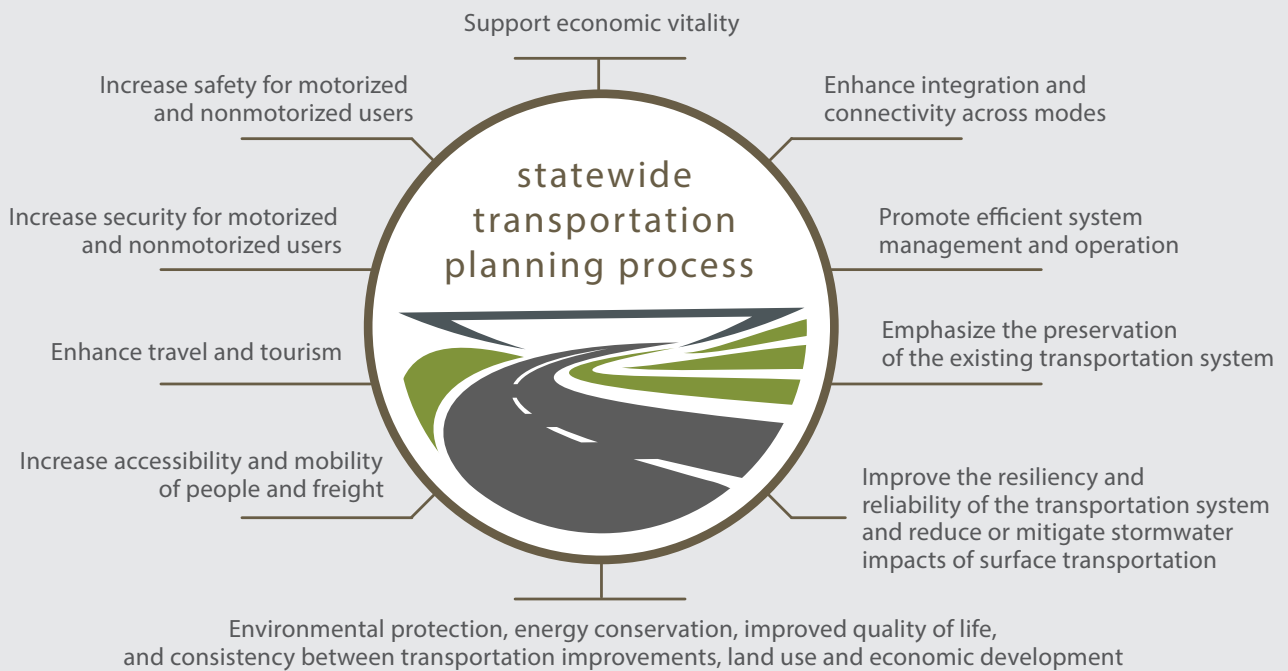 Support economic vitality
Increase safety for motorized
and nonmotorized users
Enhance integration and
connectivity across modes
statewide
transportation
planning process
Increase security for motorized
and nonmotorized users
Promote efficient system
management and operation
Enhance travel and tourism
Emphasize the preservation
of the existing transportation system
Increase accessibility and mobility
of people and freight
Improve the resiliency and
reliability of the transportation system
and reduce or mitigate stormwater
impacts of surface transportation
Environmental protection, energy conservation, improved quality of life,
and consistency between transportation improvements, land use and economic development